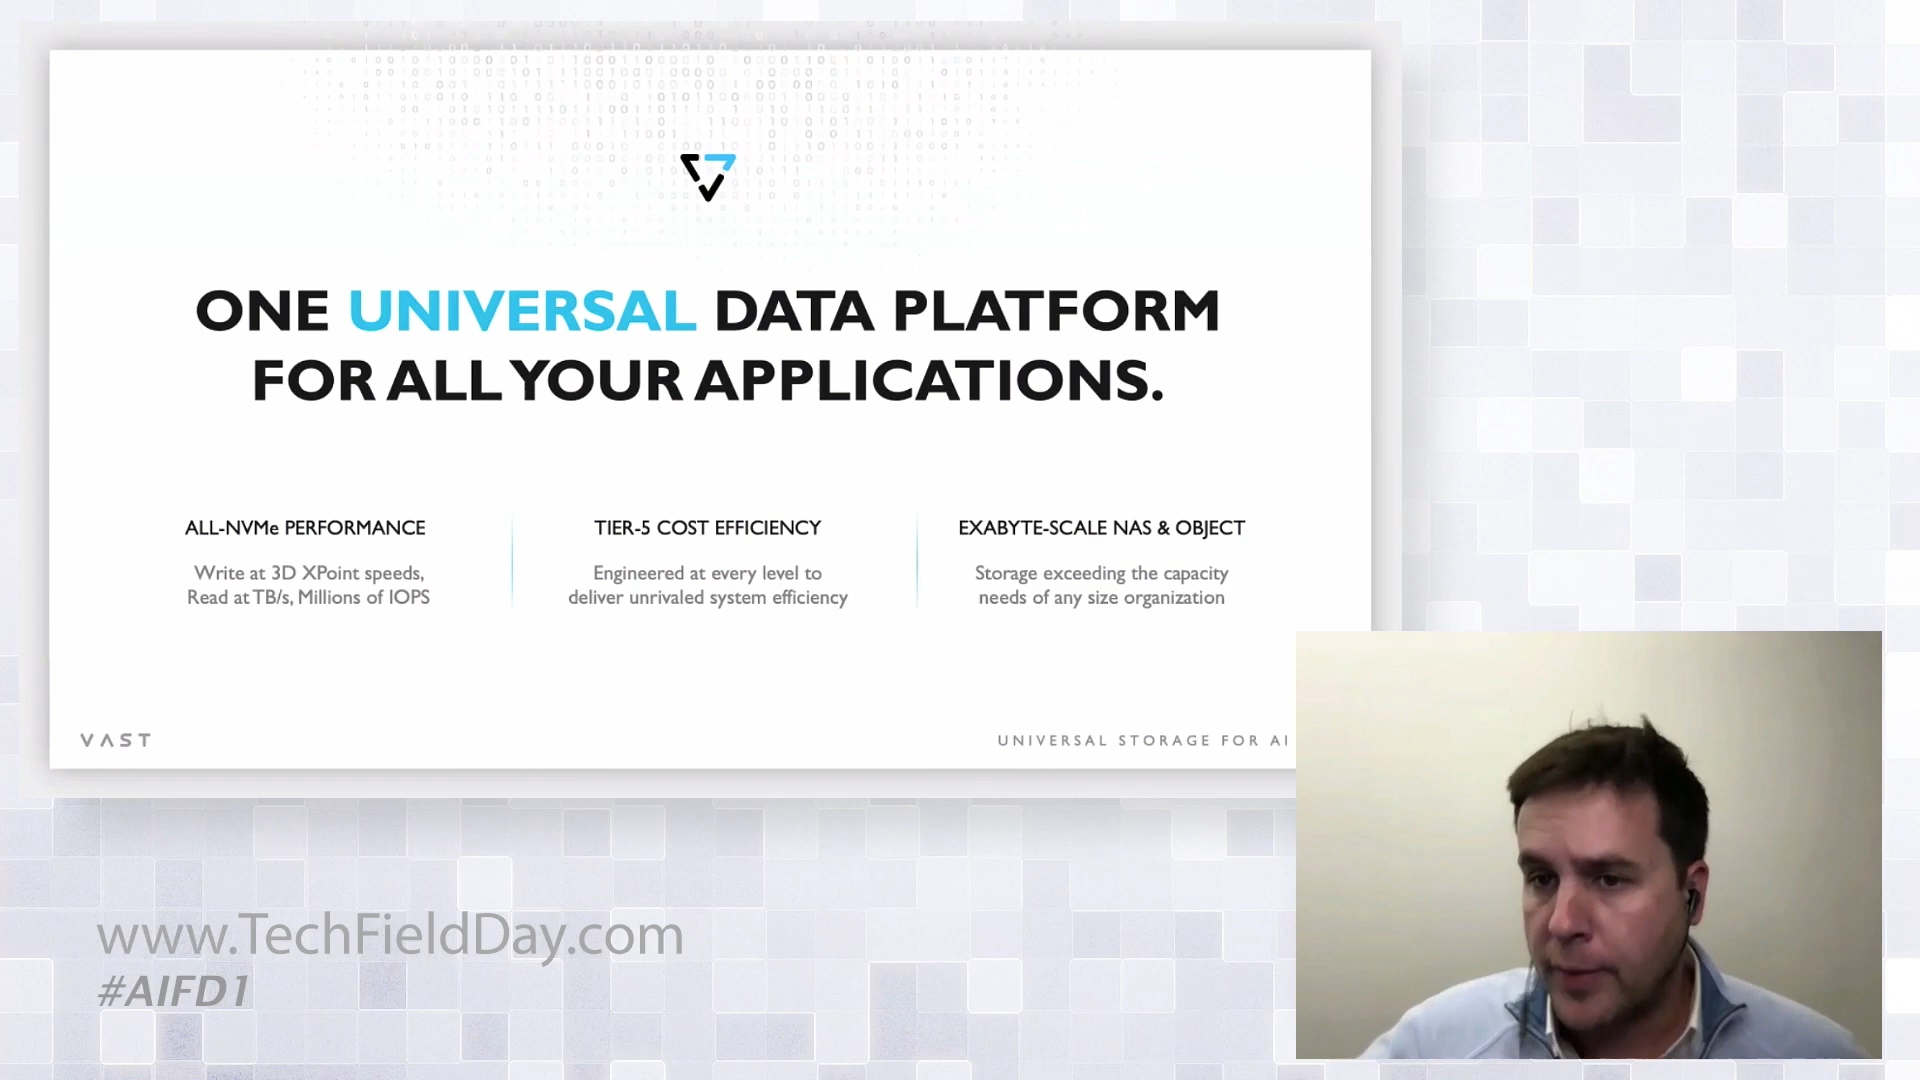 ONE UNIVERSAL DATA PLATFORM
FOR ALL YOUR APPLICATIONS.
ALL-NVMe PERFORMANCE
Write at 3D XPoint speeds,
Read at TB/s, Millions of IOPS
TIER-5 COST EFFICIENCY
Engineered at every level to
deliver unrivaled system efficiency
EXABYTE-SCALE NAS & OBJECT
Storage exceeding the capacity
needs of any size organization
VAST
UNIVERSAL STORAGE FOR AI
www.TechFieldDay.com
#AIFD1